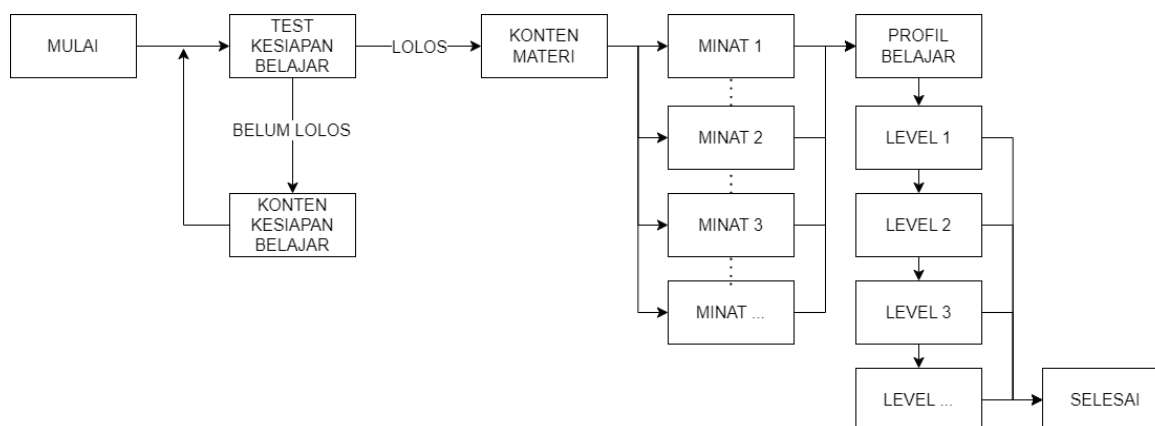 MULAI
TEST
KESIAPAN
BELAJAR
LOLOS
KONTEN
MATERI
MINAT 1
PROFIL
BELAJAR
BELUM LOLOS
MINAT 2
LEVEL 1
KONTEN
KESIAPAN
BELAJAR
MINAT 3
LEVEL 2
MINAT ...
LEVEL 3
LEVEL ...
SELESAI